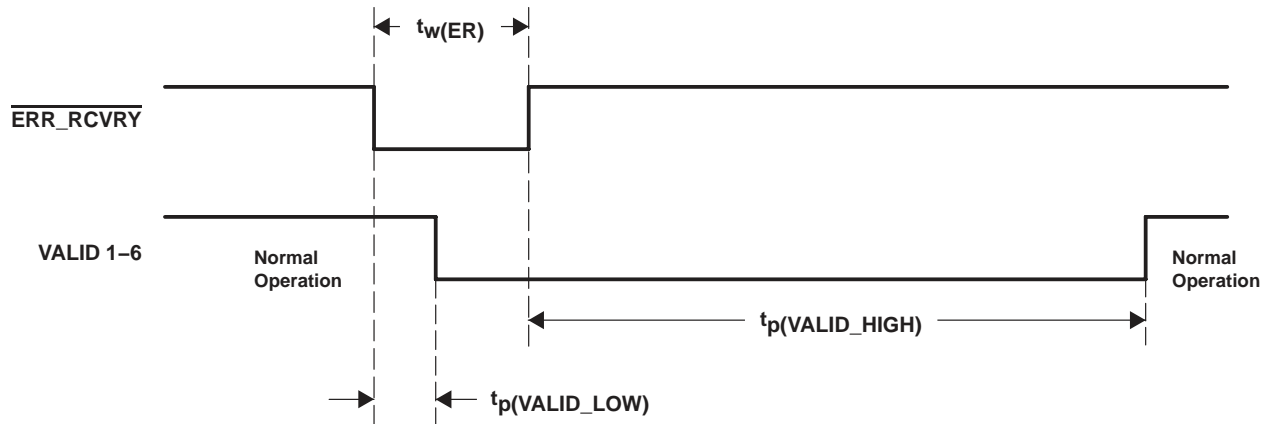 tw(ER)
ERR_RCVRY
VALID 1–6
Normal
Operation
Normal
Operation
tp(VALID_HIGH)
tp(VALID_LOW)